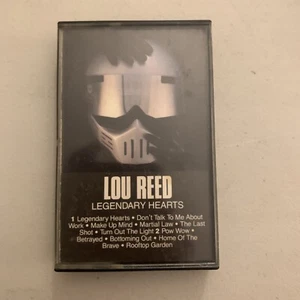 LOU REED
LEGENDARY HEARTS
1 Legendary Hearts • Don't Talk To Me About
Work • Make Up Mind • Martial Law • The Last
Shot • Turn Out The Light 2 Pow Wow •
Betrayed • Bottoming Out • Home Of The
Brave • Rooftop Garden